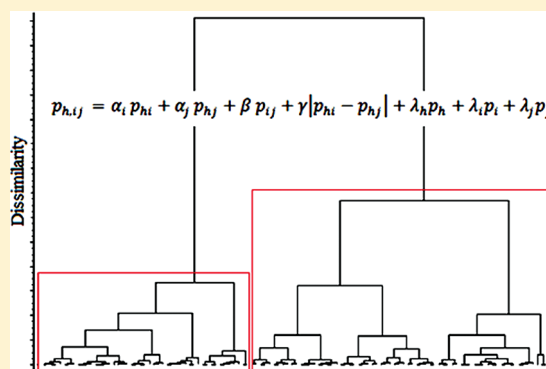 p_{h,ij} = α_i p_{hi} + α_j p_{hj} + β p_{ij} + γ|p_{hi} − p_{hj}| + λ_h p_h + λ_i p_i + λ_j p
Dissimilarity